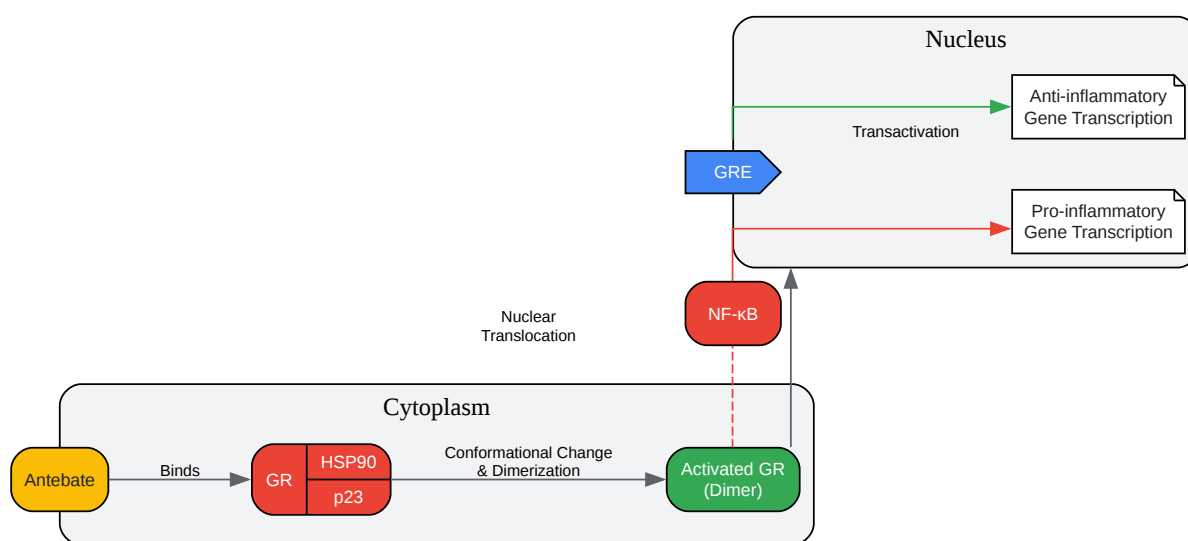 Nucleus
Anti-inflammatory
Gene Transcription
Transactivation
GRE
Pro-inflammatory
Gene Transcription
NF-κB
Nuclear
Translocation
Cytoplasm
Antebate
Binds
GR
HSP90
p23
Conformational Change
& Dimerization
Activated GR
(Dimer)